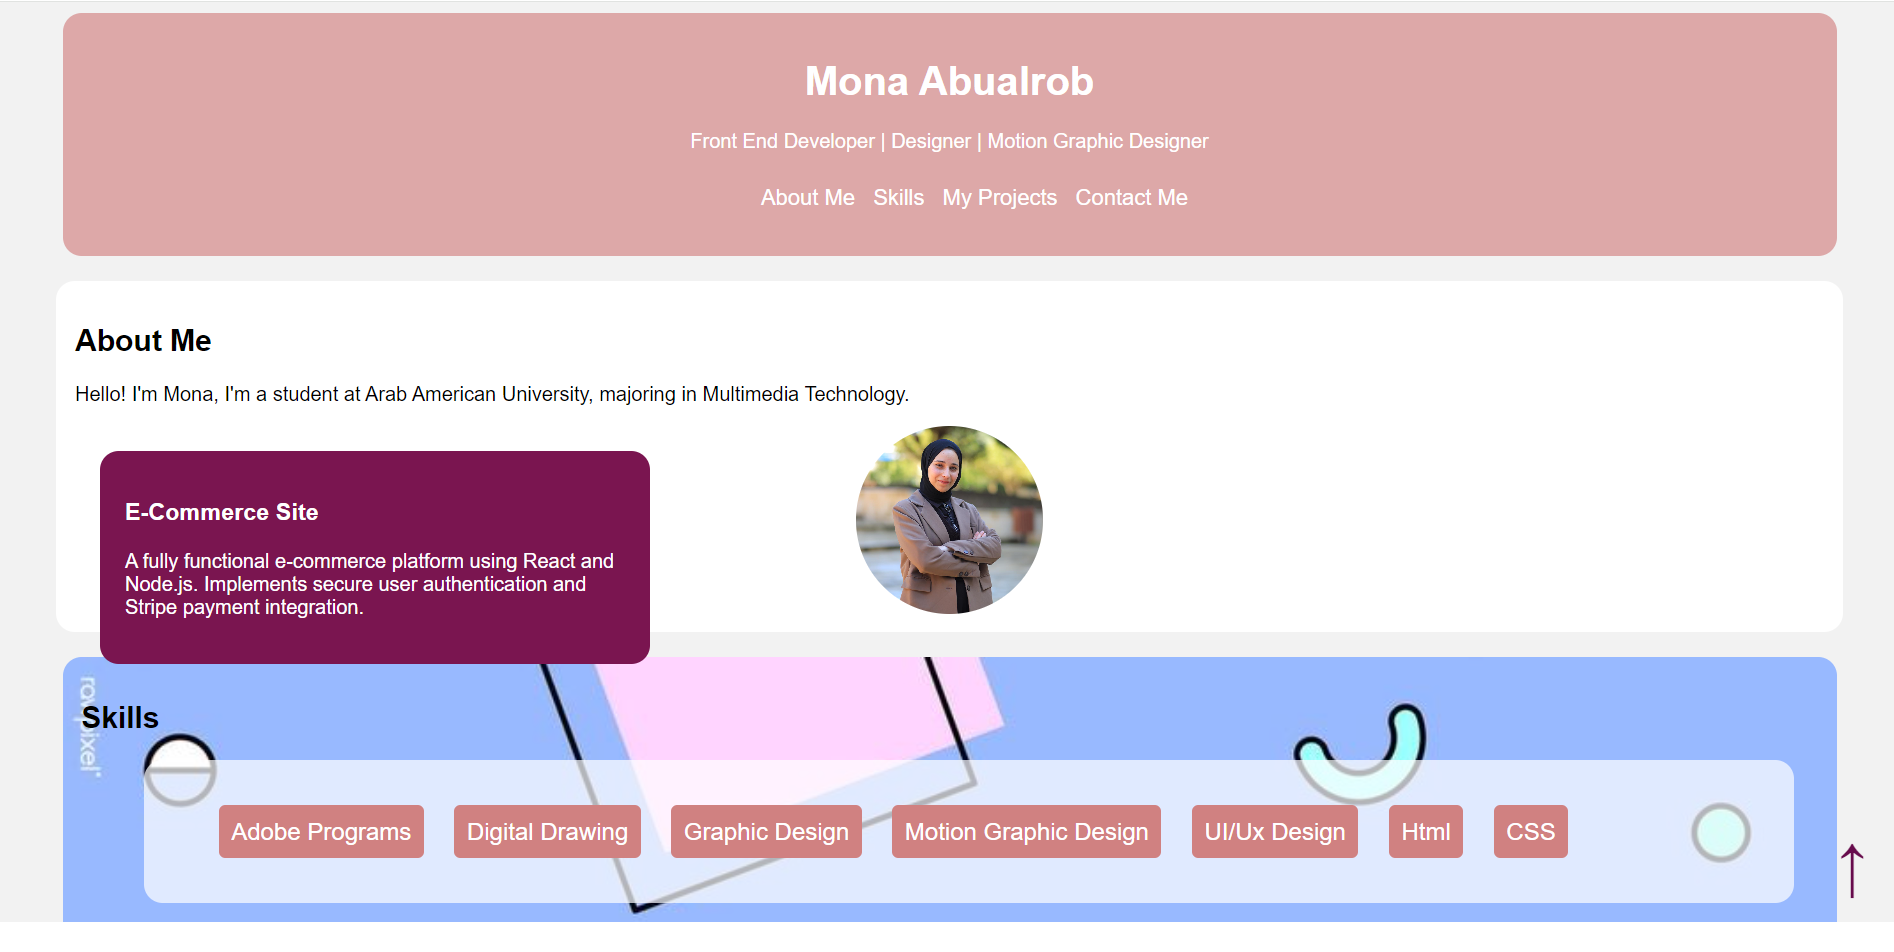 Mona Abualrob
Front End Developer | Designer | Motion Graphic Designer
About Me Skills My Projects Contact Me
About Me
Hello! I'm Mona, I'm a student at Arab American University, majoring in Multimedia Technology.
E-Commerce Site
A fully functional e-commerce platform using React and
Node.js. Implements secure user authentication and
Stripe payment integration.
rawpixel
Skills
Adobe Programs Digital Drawing Graphic Design Motion Graphic Design UI/Ux Design Html CSS